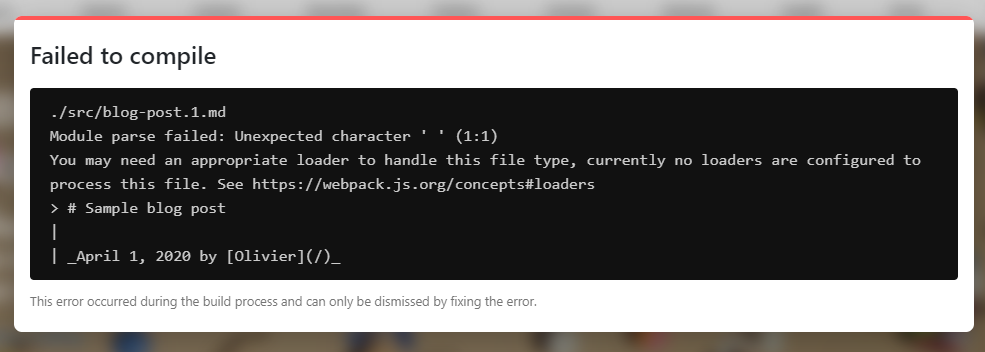 Failed to compile
./src/blog-post.1.md
Module parse failed: Unexpected character ' ' (1:1)
You may need an appropriate loader to handle this file type, currently no loaders are configured to
process this file. See https://webpack.js.org/concepts#loaders
> # Sample blog post
|
| _April 1, 2020 by [Olivier](/)_
This error occurred during the build process and can only be dismissed by fixing the error.